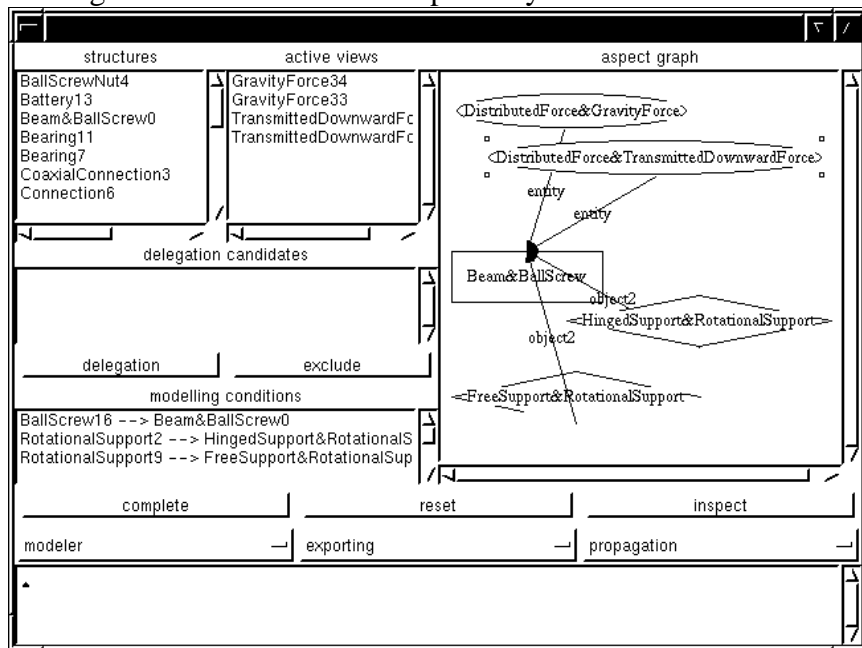 structures
active views
aspect graph
BallScrewNut4
Battery13
Beam&BallScrew0
Bearing11
Bearing7
CoaxialConnection3
Connection6
GravityForce34
GravityForce33
TransmittedDownwardFc
TransmittedDownwardFc
DistributedForce&GravityForce
DistributedForce&TransmittedDownwardForce
entity
entity
Beam&BallScrew
object2
HingedSupport&RotationalSupport
object2
FreeSupport&RotationalSupport
delegation candidates
delegation
exclude
modelling conditions
BallScrew16 --> Beam&BallScrew0
RotationalSupport2 --> HingedSupport&RotationalS
RotationalSupport9 --> FreeSupport&RotationalSup
complete
reset
inspect
modeler
exporting
propagation